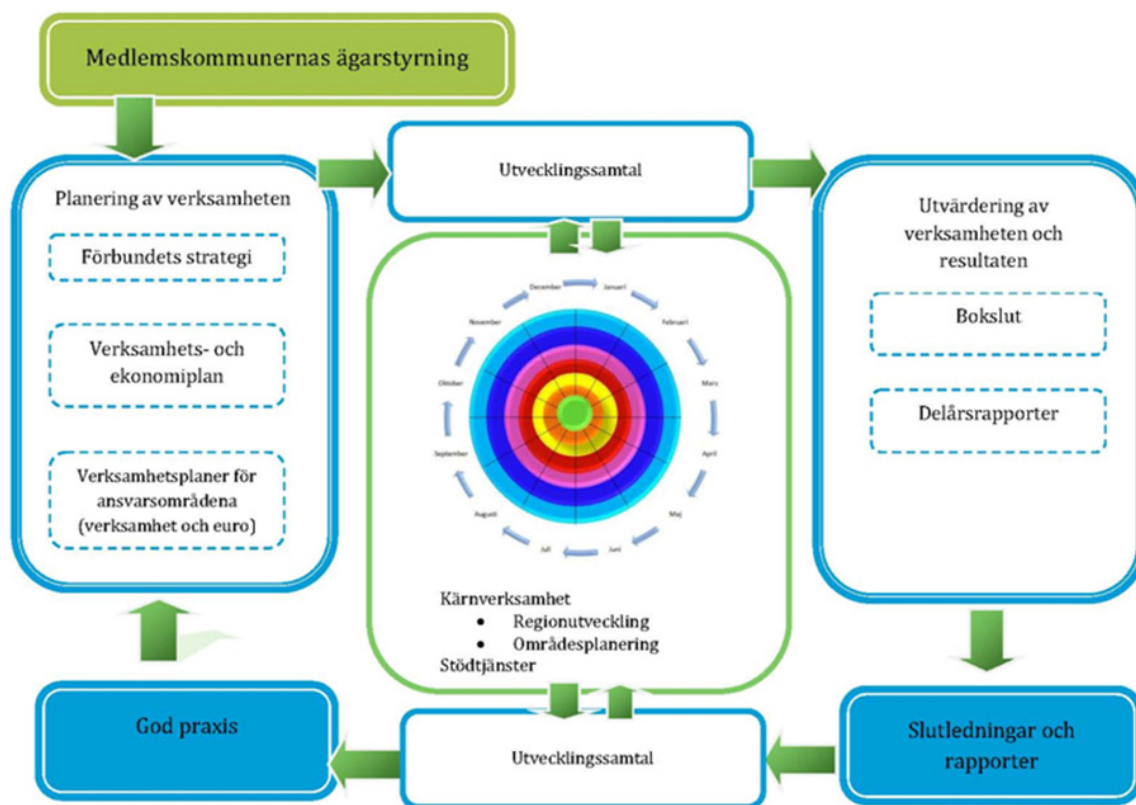 Medlemskommunernas ägarstyrning
Planering av verksamheten
Förbundets strategi
Verksamhets- och
ekonomiplan
Verksamhetsplaner för
ansvarsområdena
(verksamhet och euro)
Utvecklingssamtal
December
Januari
Februari
Mars
April
Maj
Juni
Juli
Augusti
September
Oktober
November
Kärnverksamhet
• Regionutveckling
• Områdesplanering
Stödtjänster
Utvärdering av
verksamheten och
resultaten
Bokslut
Delårsrapporter
Slutledningar och
rapporter
Utvecklingssamtal
God praxis